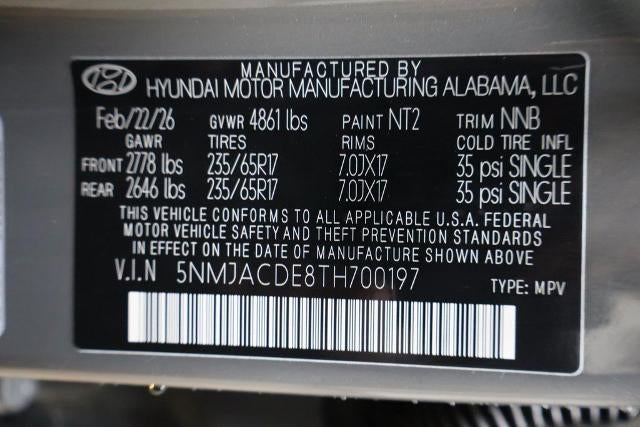 MANUFACTURED BY
HYUNDAI MOTOR MANUFACTURING ALABAMA, LLC
Feb/22/26 GVWR 4861 lbs PAINT NT2 TRIM NNB
GAWR TIRES RIMS COLD TIRE INFL
FRONT 2778 lbs 235/65R17 7.0JX17 35 psi SINGLE
REAR 2646 lbs 235/65R17 7.0JX17 35 psi SINGLE
THIS VEHICLE CONFORMS TO ALL APPLICABLE U.S.A. FEDERAL
MOTOR VEHICLE SAFETY AND THEFT PREVENTION STANDARDS
IN EFFECT ON THE DATE OF MANUFACTURE SHOWN ABOVE
V.I.N 5NMJACDE8TH700197 TYPE: MPV